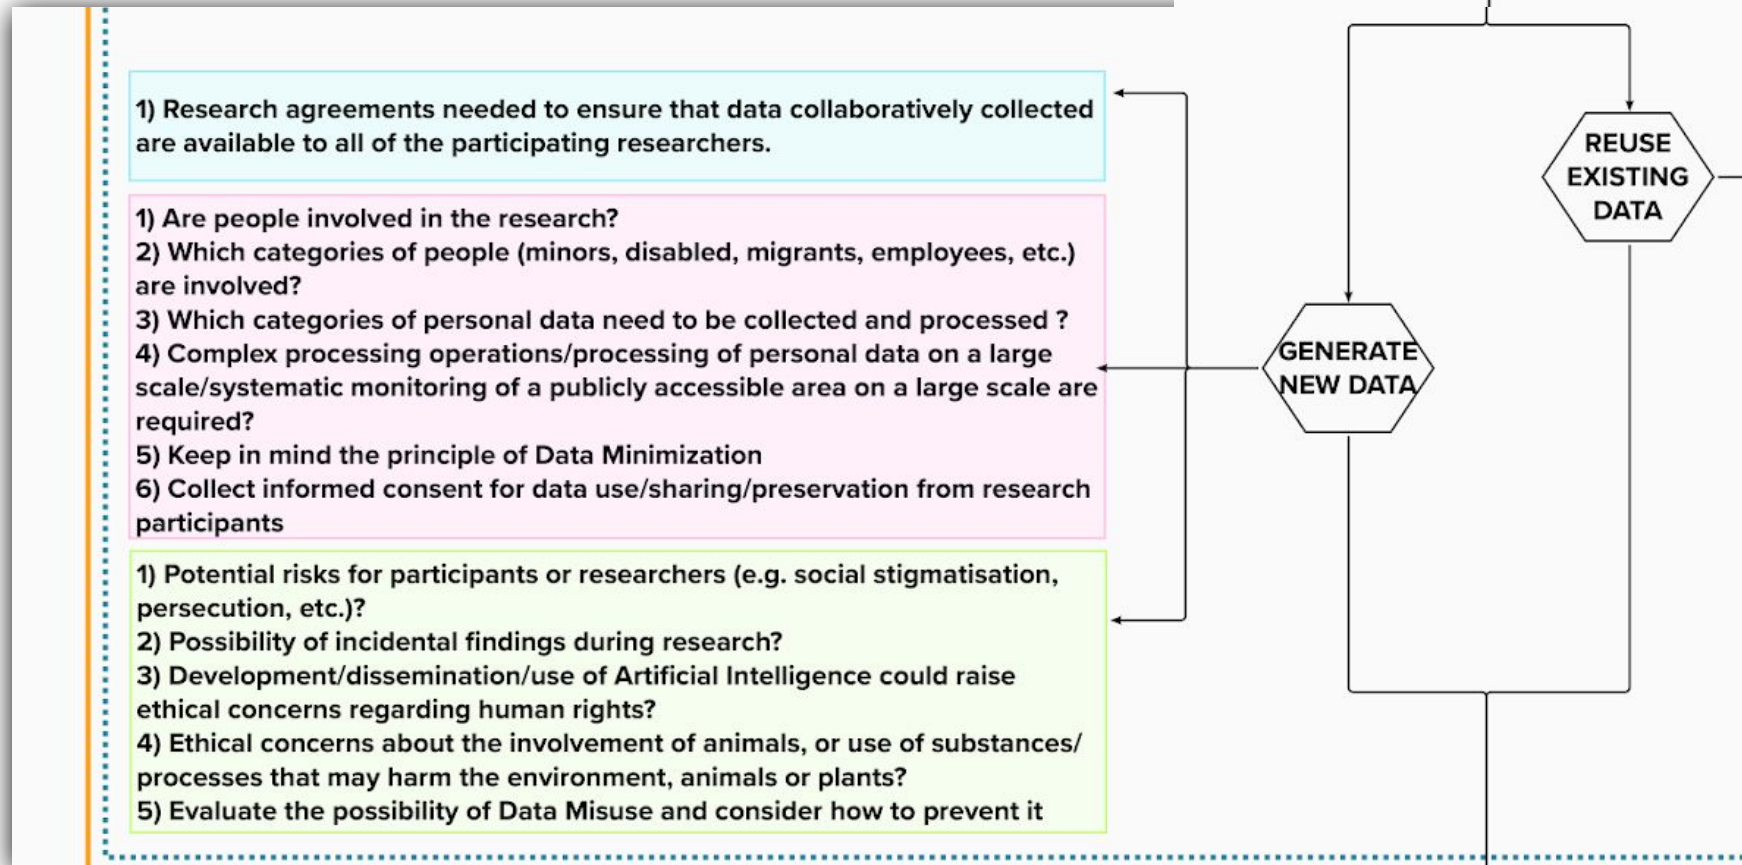 1) Research agreements needed to ensure that data collaboratively collected
are available to all of the participating researchers.
1) Are people involved in the research?
2) Which categories of people (minors, disabled, migrants, employees, etc.)
are involved?
3) Which categories of personal data need to be collected and processed ?
4) Complex processing operations/processing of personal data on a large
scale/systematic monitoring of a publicly accessible area on a large scale are
required?
5) Keep in mind the principle of Data Minimization
6) Collect informed consent for data use/sharing/preservation from research
participants
1) Potential risks for participants or researchers (e.g. social stigmatisation,
persecution, etc.)?
2) Possibility of incidental findings during research?
3) Development/dissemination/use of Artificial Intelligence could raise
ethical concerns regarding human rights?
4) Ethical concerns about the involvement of animals, or use of substances/
processes that may harm the environment, animals or plants?
5) Evaluate the possibility of Data Misuse and consider how to prevent it
GENERATE
NEW DATA
REUSE
EXISTING
DATA